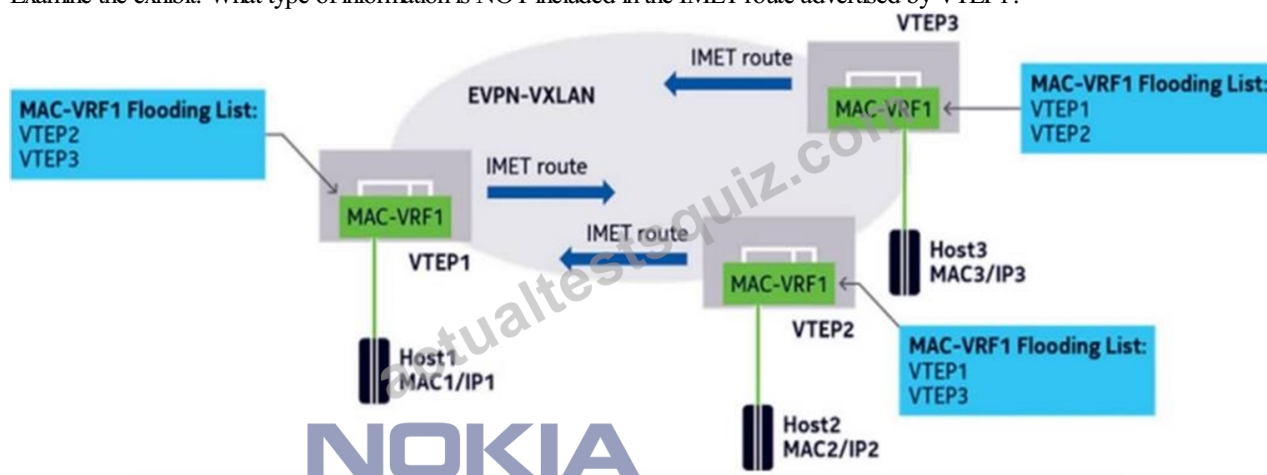 Examine the exhibit. What type of information is NOT included in the IMET route advertised by VTEP1?
VTEP3
IMET route
EVPN-VXLAN
MAC-VRF1
MAC-VRF1 Flooding List:
VTEP1
VTEP2
MAC-VRF1 Flooding List:
VTEP2
VTEP3
IMET route
MAC-VRF1
VTEP1
IMET route
Host3
MAC3/IP3
MAC-VRF1
VTEP2
Host1
MAC1/IP1
MAC-VRF1 Flooding List:
VTEP1
VTEP3
Host2
MAC2/IP2
actualtestsquiz.com
NOKIA